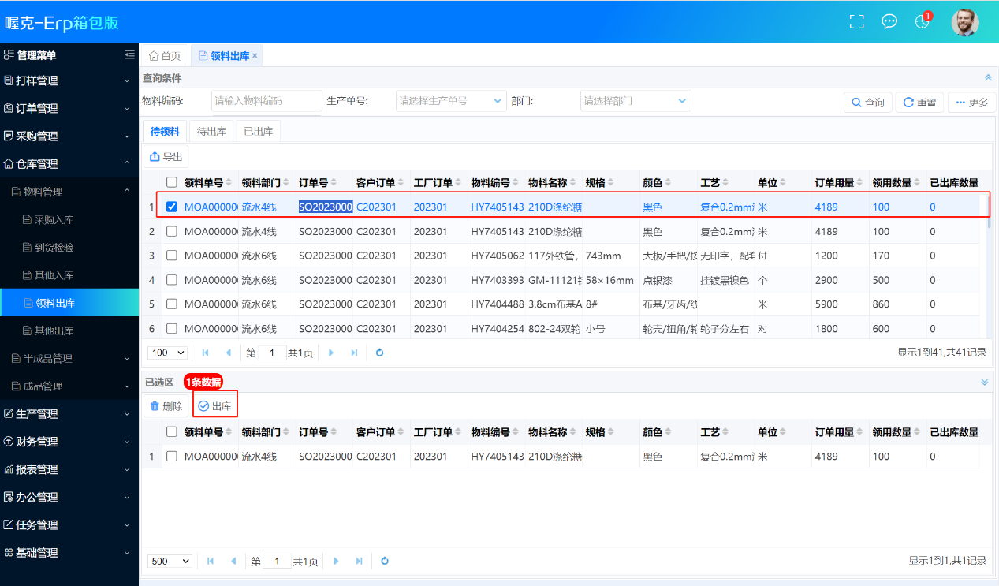 喔克-Erp箱包版
1
管理菜单
打样管理
订单管理
采购管理
仓库管理
物料管理
采购入库
到货检验
其他入库
领料出库
其他出库
半成品管理
成品管理
生产管理
财务管理
报表管理
办公管理
任务管理
基础管理
首页 领料出库 ×
查询条件
物料编码: 请输入物料编码 生产单号: 请选择生产单号 部门: 请选择部门 查询 重置 更多
待领料 待出库 已出库
导出
领料单号 领料部门 订单号 客户订单 工厂订单 物料编号 物料名称 规格 颜色 工艺 单位 订单用量 领用数量 已出库数量
1 MOA00000 流水4线 SO2023000 C202301 202301 HY7405143 210D涤纶糖 黑色 复合0.2mm 米 4189 100 0
2 MOA00000 流水4线 SO2023000 C202301 202301 HY7405143 210D涤纶糖 黑色 复合0.2mm 米 4189 100 0
3 MOA00000 流水6线 SO2023000 C202301 202301 HY7405062 117外铁管, 743mm 大板/手把/按 无印字，配套 付 1200 170 0
4 MOA00000 流水6线 SO2023000 C202301 202301 HY7403393 GM-11121 58×16mm 点银漆 挂镀黑镍色 个 2900 500 0
5 MOA00000 流水6线 SO2023000 C202301 202301 HY7404488 3.8cm布基A 8# 布基/牙齿/纱 米 5900 860 0
6 MOA00000 流水6线 SO2023000 C202301 202301 HY7404254 802-24双轮 小号 轮壳/扭角/轮 轮子分左右 对 1800 600 0
100 第 1 共1页 显示1到41,共41记录
已选区 1条数据
删除 出库
领料单号 领料部门 订单号 客户订单 工厂订单 物料编号 物料名称 规格 颜色 工艺 单位 订单用量 领用数量 已出库数量
1 MOA00000 流水4线 SO2023000 C202301 202301 HY7405143 210D涤纶糖 黑色 复合0.2mm 米 4189 100 0
500 第 1 共1页 显示1到1,共1记录